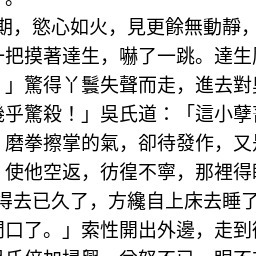 期，慾心如火，見更餘無動靜，
一把摸著達生，嚇了一跳。達生
」驚得丫鬟失聲而走，進去對
幾乎驚殺！」吳氏道：「這小孽
磨拳擦掌的氣，卻待發作，又
使他空返，彷徨不寧，那裡得
得去已久了，方纔自上床去睡了
門口了。」索性開出外邊，走到